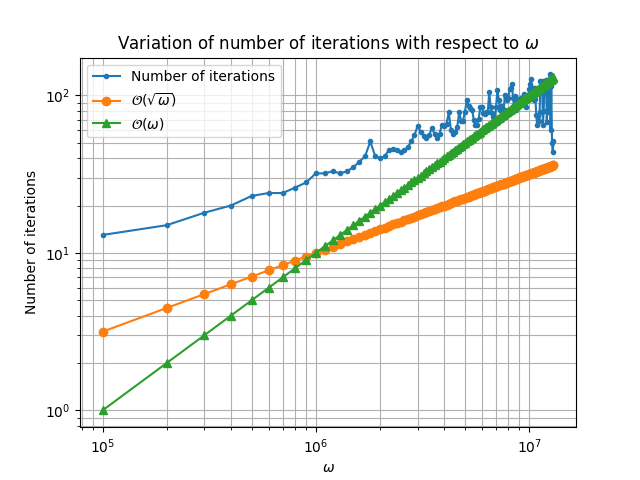 Variation of number of iterations with respect to ω
Number of iterations
𝒪(√ω)
𝒪(ω)
Number of iterations
10²
10¹
10⁰
10⁵ 10⁶ 10⁷
ω